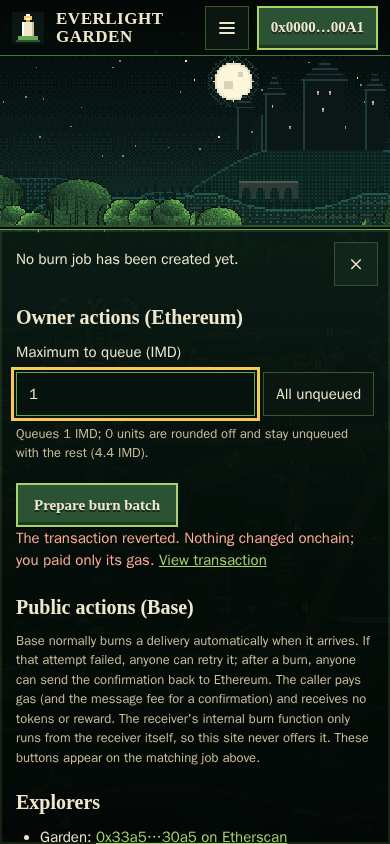 EVERLIGHT
GARDEN
0x0000...00A1
No burn job has been created yet.
×
Owner actions (Ethereum)
Maximum to queue (IMD)
1
All unqueued
Queues 1 IMD; 0 units are rounded off and stay unqueued
with the rest (4.4 IMD).
Prepare burn batch
The transaction reverted. Nothing changed onchain;
you paid only its gas. View transaction
Public actions (Base)
Base normally burns a delivery automatically when it arrives. If
that attempt failed, anyone can retry it; after a burn, anyone
can send the confirmation back to Ethereum. The caller pays
gas (and the message fee for a confirmation) and receives no
tokens or reward. The receiver's internal burn function only
runs from the receiver itself, so this site never offers it. These
buttons appear on the matching job above.
Explorers
• Garden: 0x33a5···30a5 on Etherscan